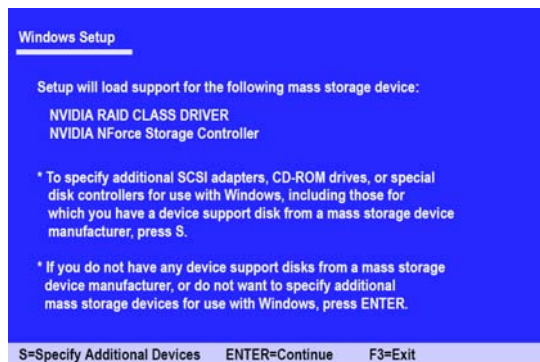 Windows Setup
Setup will load support for the following mass storage device:
NVIDIA RAID CLASS DRIVER
NVIDIA NForce Storage Controller
* To specify additional SCSI adapters, CD-ROM drives, or special
disk controllers for use with Windows, including those for
which you have a device support disk from a mass storage device
manufacturer, press S.
* If you do not have any device support disks from a mass storage
device manufacturer, or do not want to specify additional
mass storage devices for use with Windows, press ENTER.
S=Specify Additional Devices ENTER=Continue F3=Exit